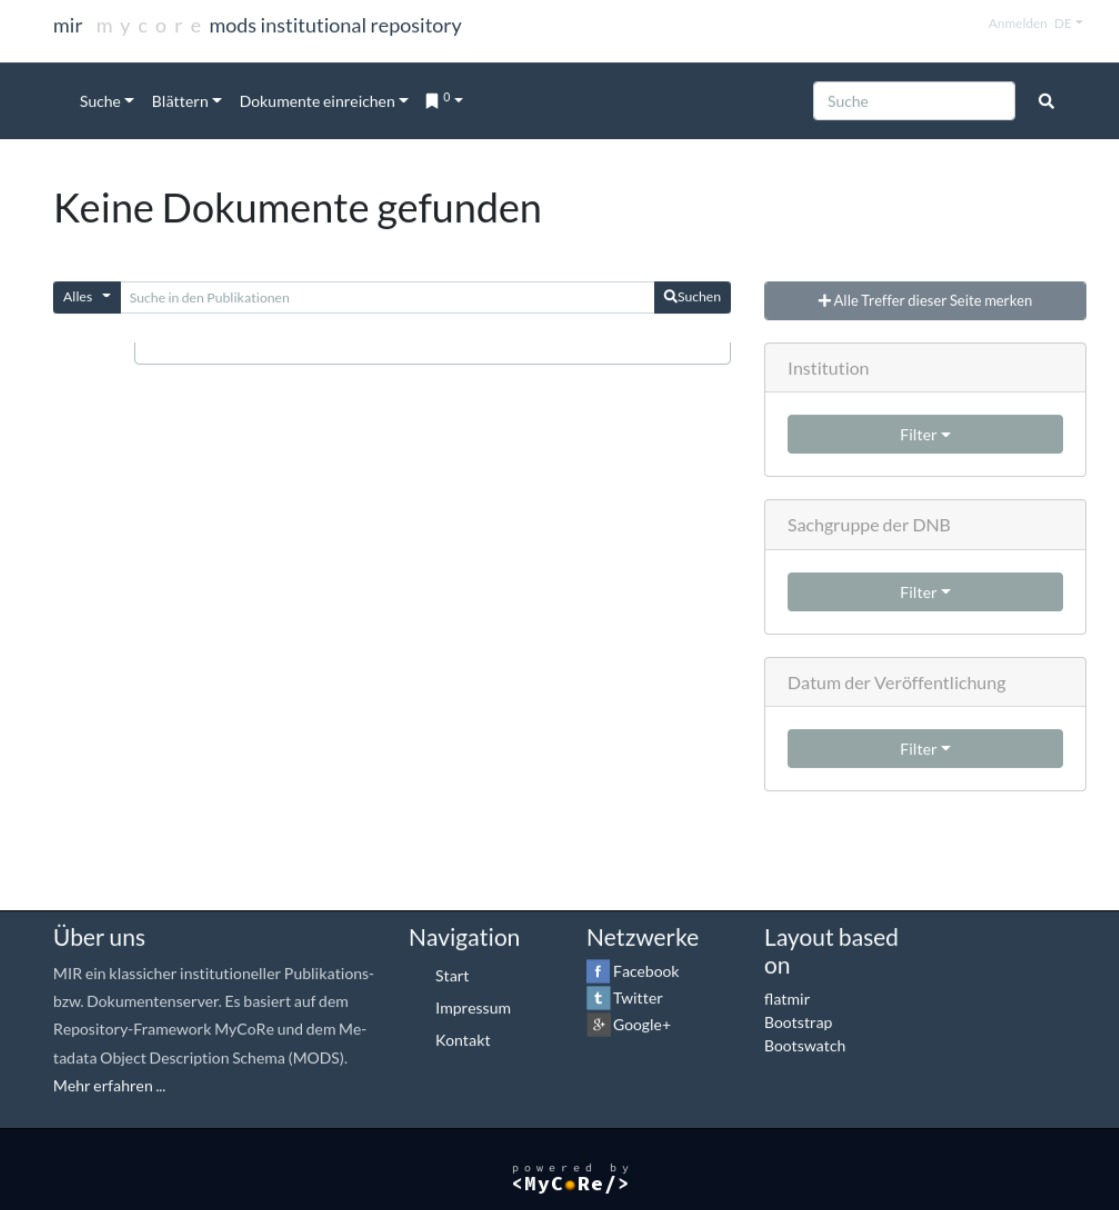 mir mycore mods institutional repository
Anmelden DE
Suche Blättern Dokumente einreichen 0
Suche
Keine Dokumente gefunden
Alles Suche in den Publikationen Suchen
Alle Treffer dieser Seite merken
Institution
Filter
Sachgruppe der DNB
Filter
Datum der Veröffentlichung
Filter
Über uns
MIR ein klassicher institutioneller Publikations-
bzw. Dokumentenserver. Es basiert auf dem
Repository-Framework MyCoRe und dem Me-
tadata Object Description Schema (MODS).
Mehr erfahren ...
Navigation
Start
Impressum
Kontakt
Netzwerke
Facebook
Twitter
Google+
Layout based
on
flatmir
Bootstrap
Bootswatch
powered by
<MyCoRe/>